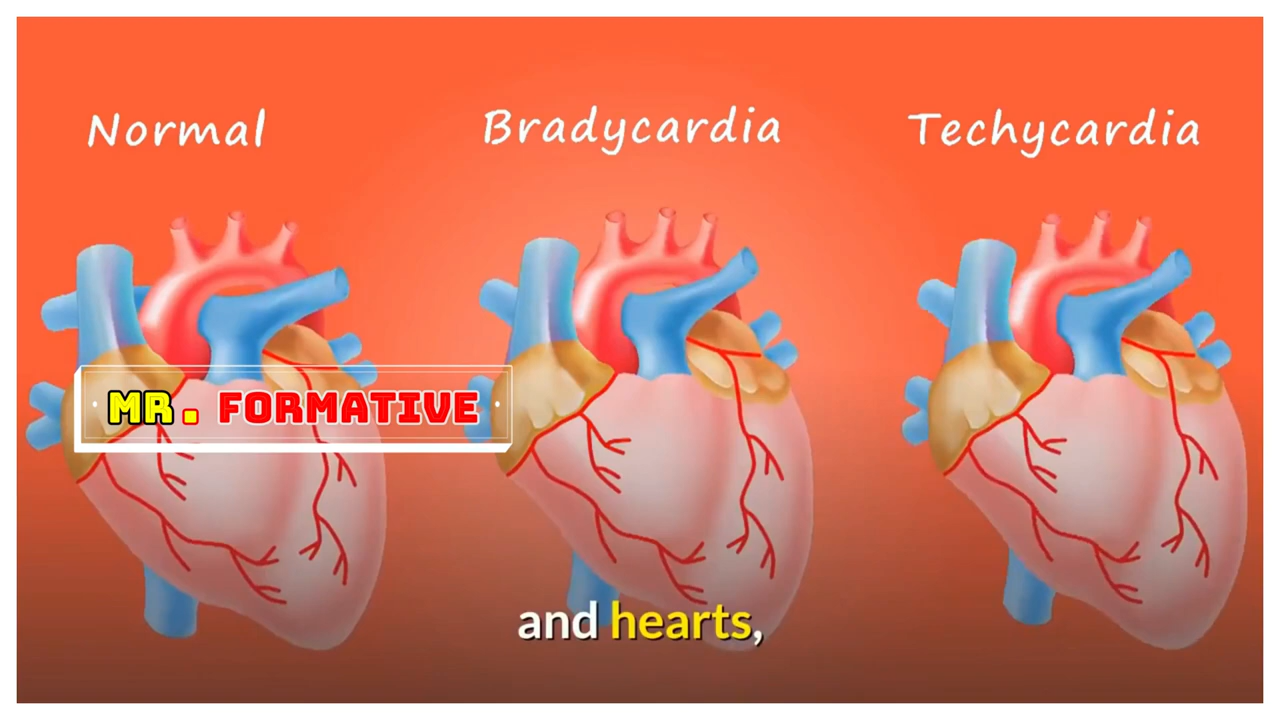 Normal
Bradycardia
Techycardia
MR. FORMATIVE
and hearts,